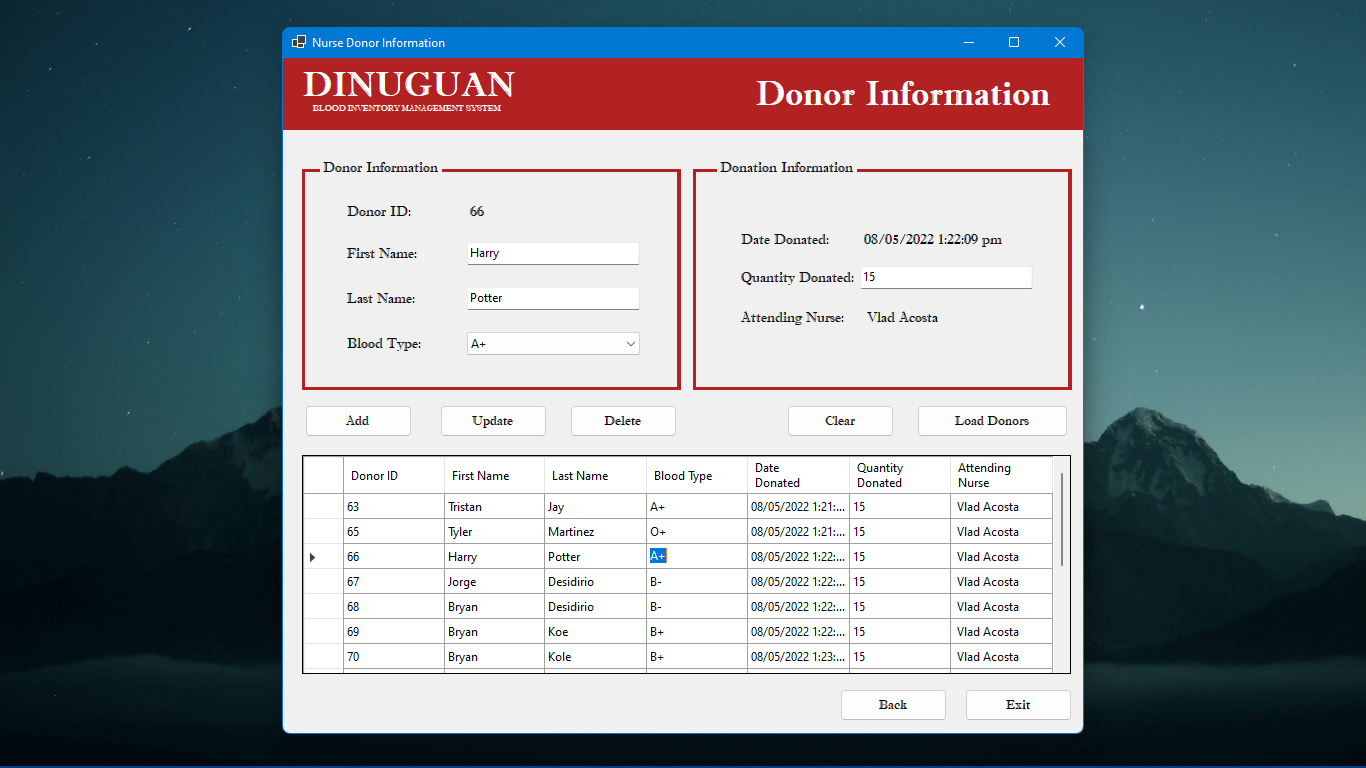 Nurse Donor Information
DINUGUAN
BLOOD INVENTORY MANAGEMENT SYSTEM
Donor Information
Donor Information
Donor ID: 66
First Name: Harry
Last Name: Potter
Blood Type: A+
Donation Information
Date Donated: 08/05/2022 1:22:09 pm
Quantity Donated: 15
Attending Nurse: Vlad Acosta
Add Update Delete Clear Load Donors
Donor ID First Name Last Name Blood Type Date Donated Quantity Donated Attending Nurse
63 Tristan Jay A+ 08/05/2022 1:21:... 15 Vlad Acosta
65 Tyler Martinez O+ 08/05/2022 1:21:... 15 Vlad Acosta
66 Harry Potter A+ 08/05/2022 1:22:... 15 Vlad Acosta
67 Jorge Desidirio B- 08/05/2022 1:22:... 15 Vlad Acosta
68 Bryan Desidirio B- 08/05/2022 1:22:... 15 Vlad Acosta
69 Bryan Koe B+ 08/05/2022 1:22:... 15 Vlad Acosta
70 Bryan Kole B+ 08/05/2022 1:23:... 15 Vlad Acosta
Back Exit